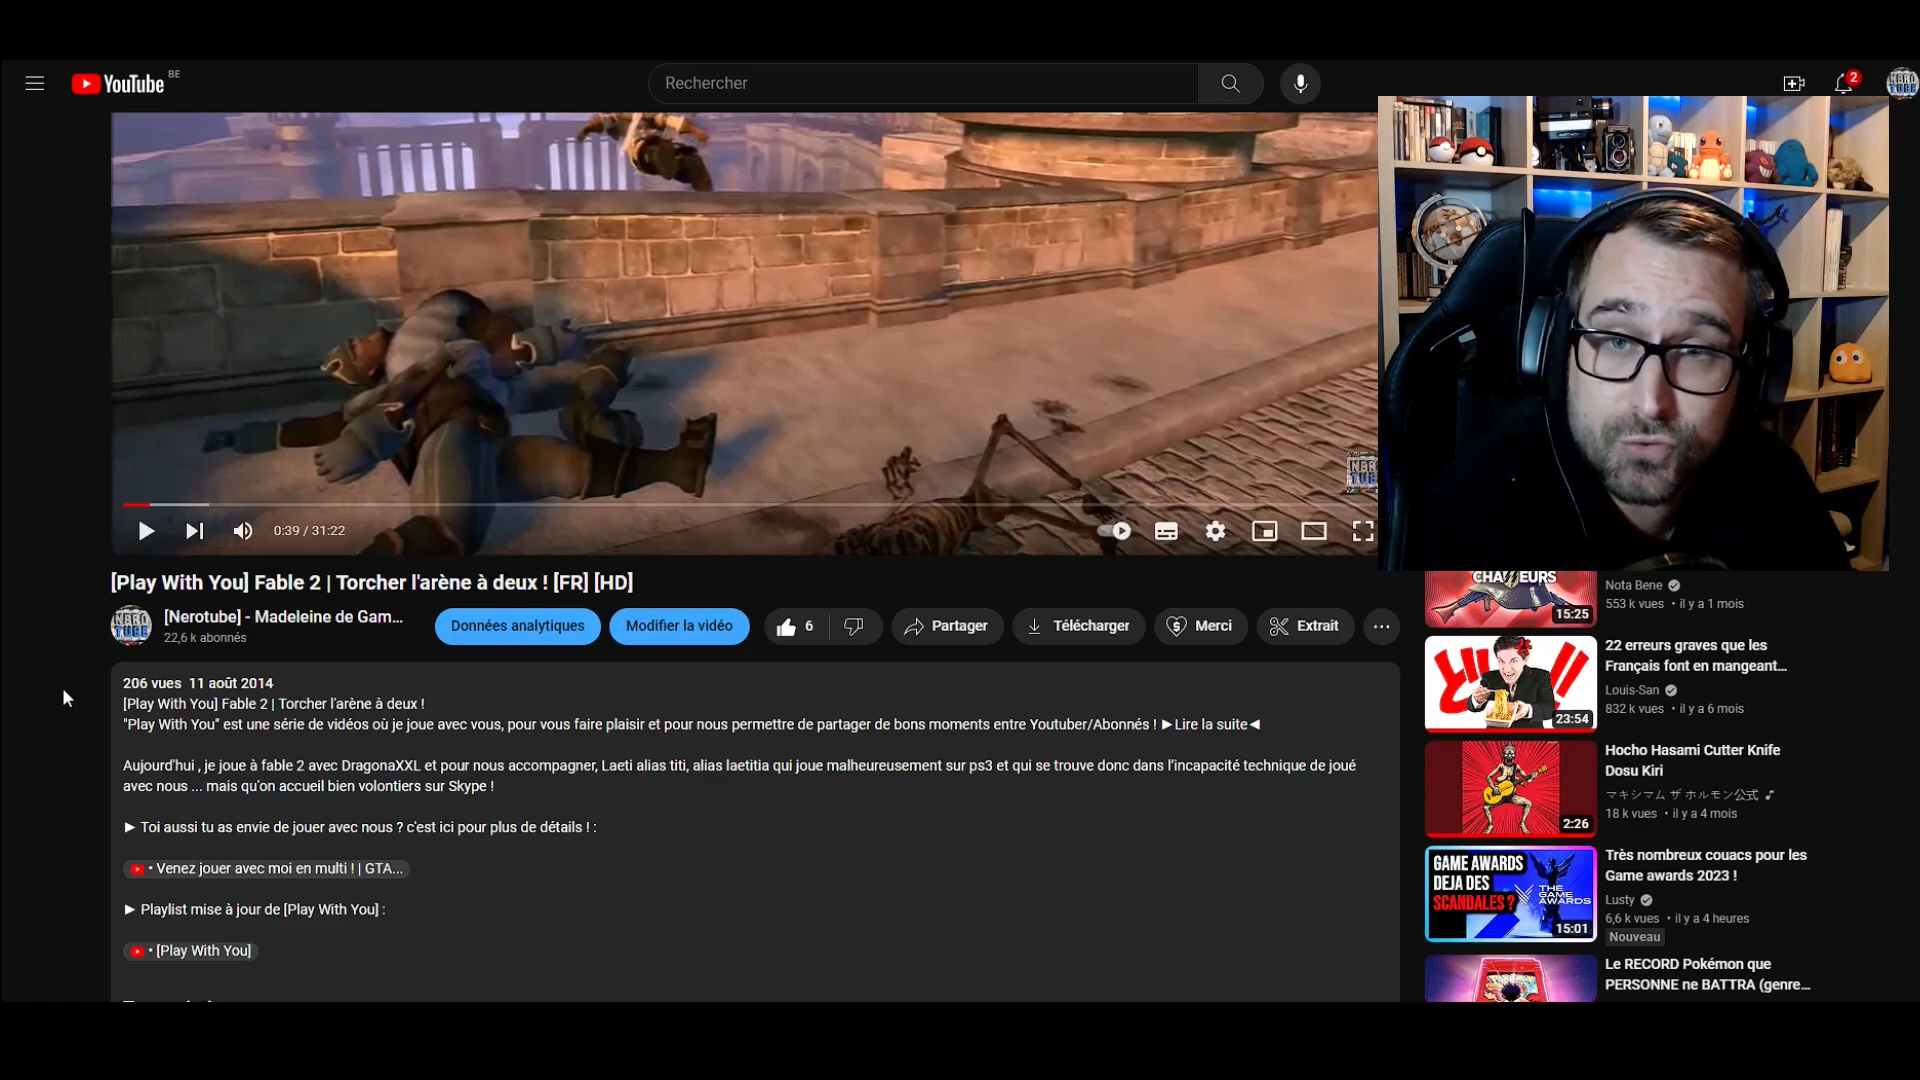 YouTube BE
Rechercher
2
NERO
TUBE
0:39 / 31:22
[Play With You] Fable 2 | Torcher l'arène à deux ! [FR] [HD]
[Nerotube] - Madeleine de Gam...
22,6 k abonnés
Données analytiques
Modifier la vidéo
6
Partager
Télécharger
Merci
Extrait
206 vues 11 août 2014
[Play With You] Fable 2 | Torcher l'arène à deux !
"Play With You" est une série de vidéos où je joue avec vous, pour vous faire plaisir et pour nous permettre de partager de bons moments entre Youtuber/Abonnés ! ►Lire la suite◄
Aujourd'hui , je joue à fable 2 avec DragonaXXL et pour nous accompagner, Laeti alias titi, alias laetitia qui joue malheureusement sur ps3 et qui se trouve donc dans l'incapacité technique de joué
avec nous ... mais qu'on accueil bien volontiers sur Skype !
► Toi aussi tu as envie de jouer avec nous ? c'est ici pour plus de détails ! :
• Venez jouer avec moi en multi ! | GTA...
► Playlist mise à jour de [Play With You] :
• [Play With You]
15:25
Nota Bene
553 k vues • il y a 1 mois
23:54
22 erreurs graves que les
Français font en mangeant...
Louis-San
832 k vues • il y a 6 mois
2:26
Hocho Hasami Cutter Knife
Dosu Kiri
マキシマム ザ ホルモン公式 ♪
18 k vues • il y a 4 mois
GAME AWARDS
DEJA DES
SCANDALES ?
THE
GAME
AWARDS
15:01
Très nombreux couacs pour les
Game awards 2023 !
Lusty
6,6 k vues • il y a 4 heures
Nouveau
Le RECORD Pokémon que
PERSONNE ne BATTRA (genre...